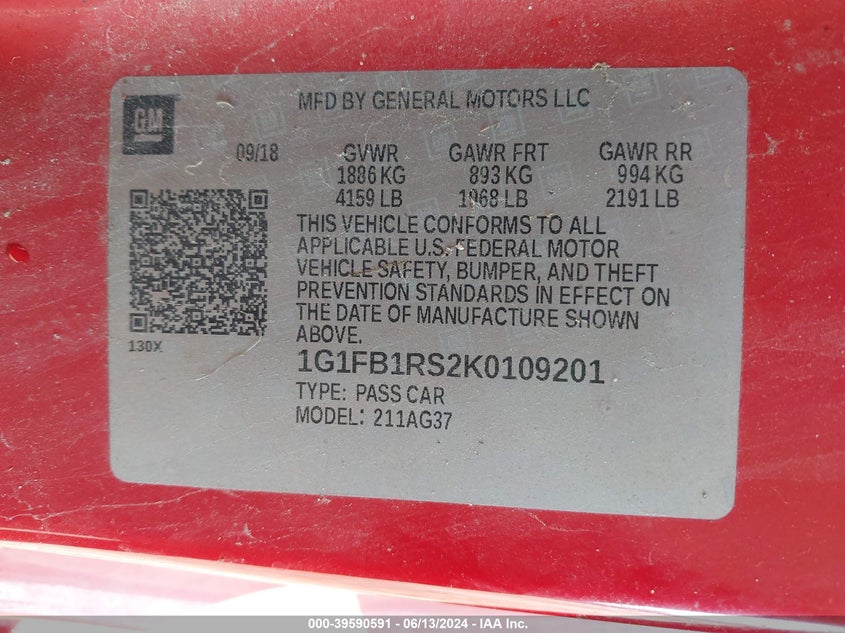 GM
MFD BY GENERAL MOTORS LLC
09/18 GVWR GAWR FRT GAWR RR
1886 KG 893 KG 994 KG
4159 LB 1968 LB 2191 LB
THIS VEHICLE CONFORMS TO ALL
APPLICABLE U.S. FEDERAL MOTOR
VEHICLE SAFETY, BUMPER, AND THEFT
PREVENTION STANDARDS IN EFFECT ON
THE DATE OF MANUFACTURE SHOWN
ABOVE.
130X
1G1FB1RS2K0109201
TYPE: PASS CAR
MODEL: 211AG37
000-39590591 - 06/13/2024 - IAAI, Inc.